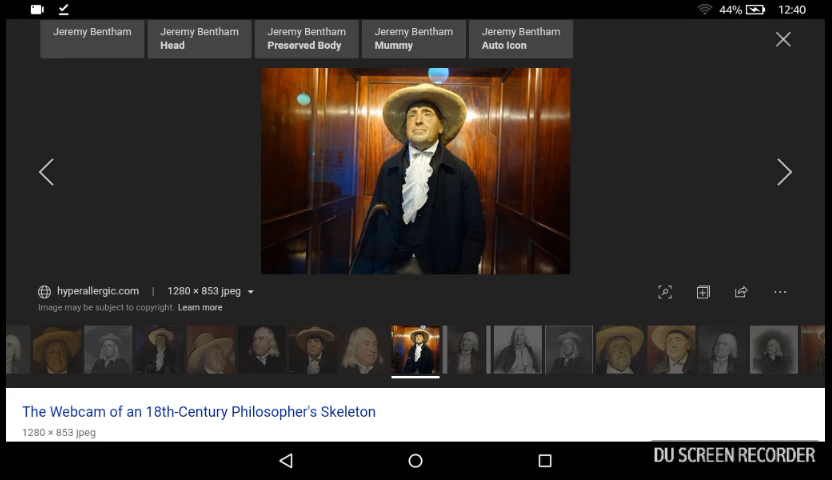 44% 12:40
Jeremy Bentham
Jeremy Bentham
Head
Jeremy Bentham
Preserved Body
Jeremy Bentham
Mummy
Jeremy Bentham
Auto Icon
hyperallergic.com | 1280 × 853 jpeg
Image may be subject to copyright. Learn more
The Webcam of an 18th-Century Philosopher's Skeleton
1280 × 853 jpeg
DU SCREEN RECORDER